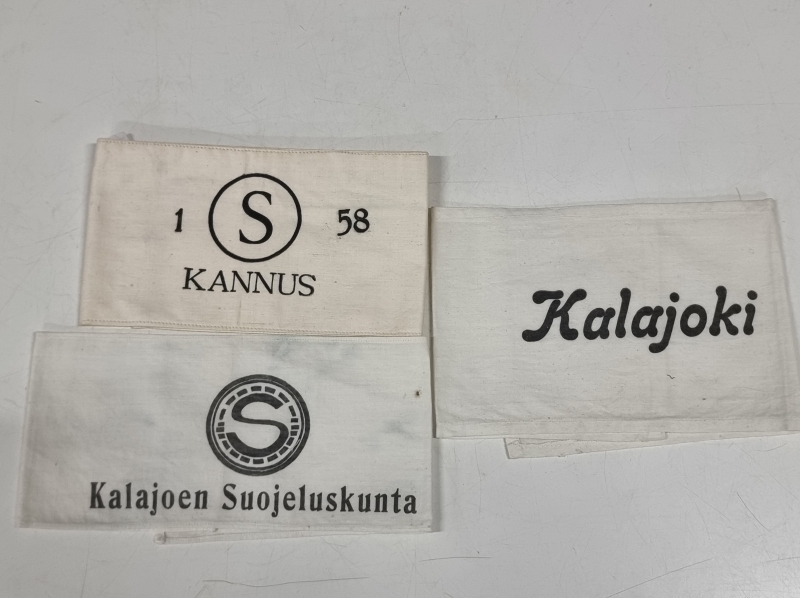 1 S 58
KANNUS
S
Kalajoen Suojeluskunta
Kalajoki